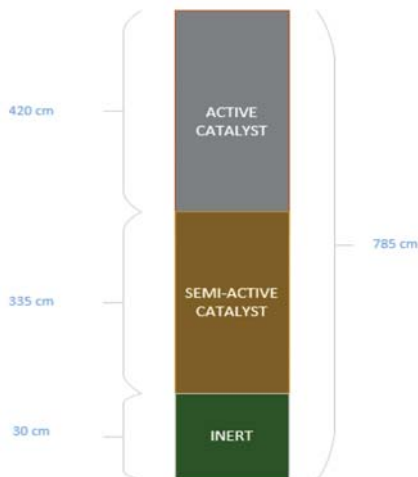 420 cm
ACTIVE
CATALYST
785 cm
335 cm
SEMI-ACTIVE
CATALYST
30 cm
INERT